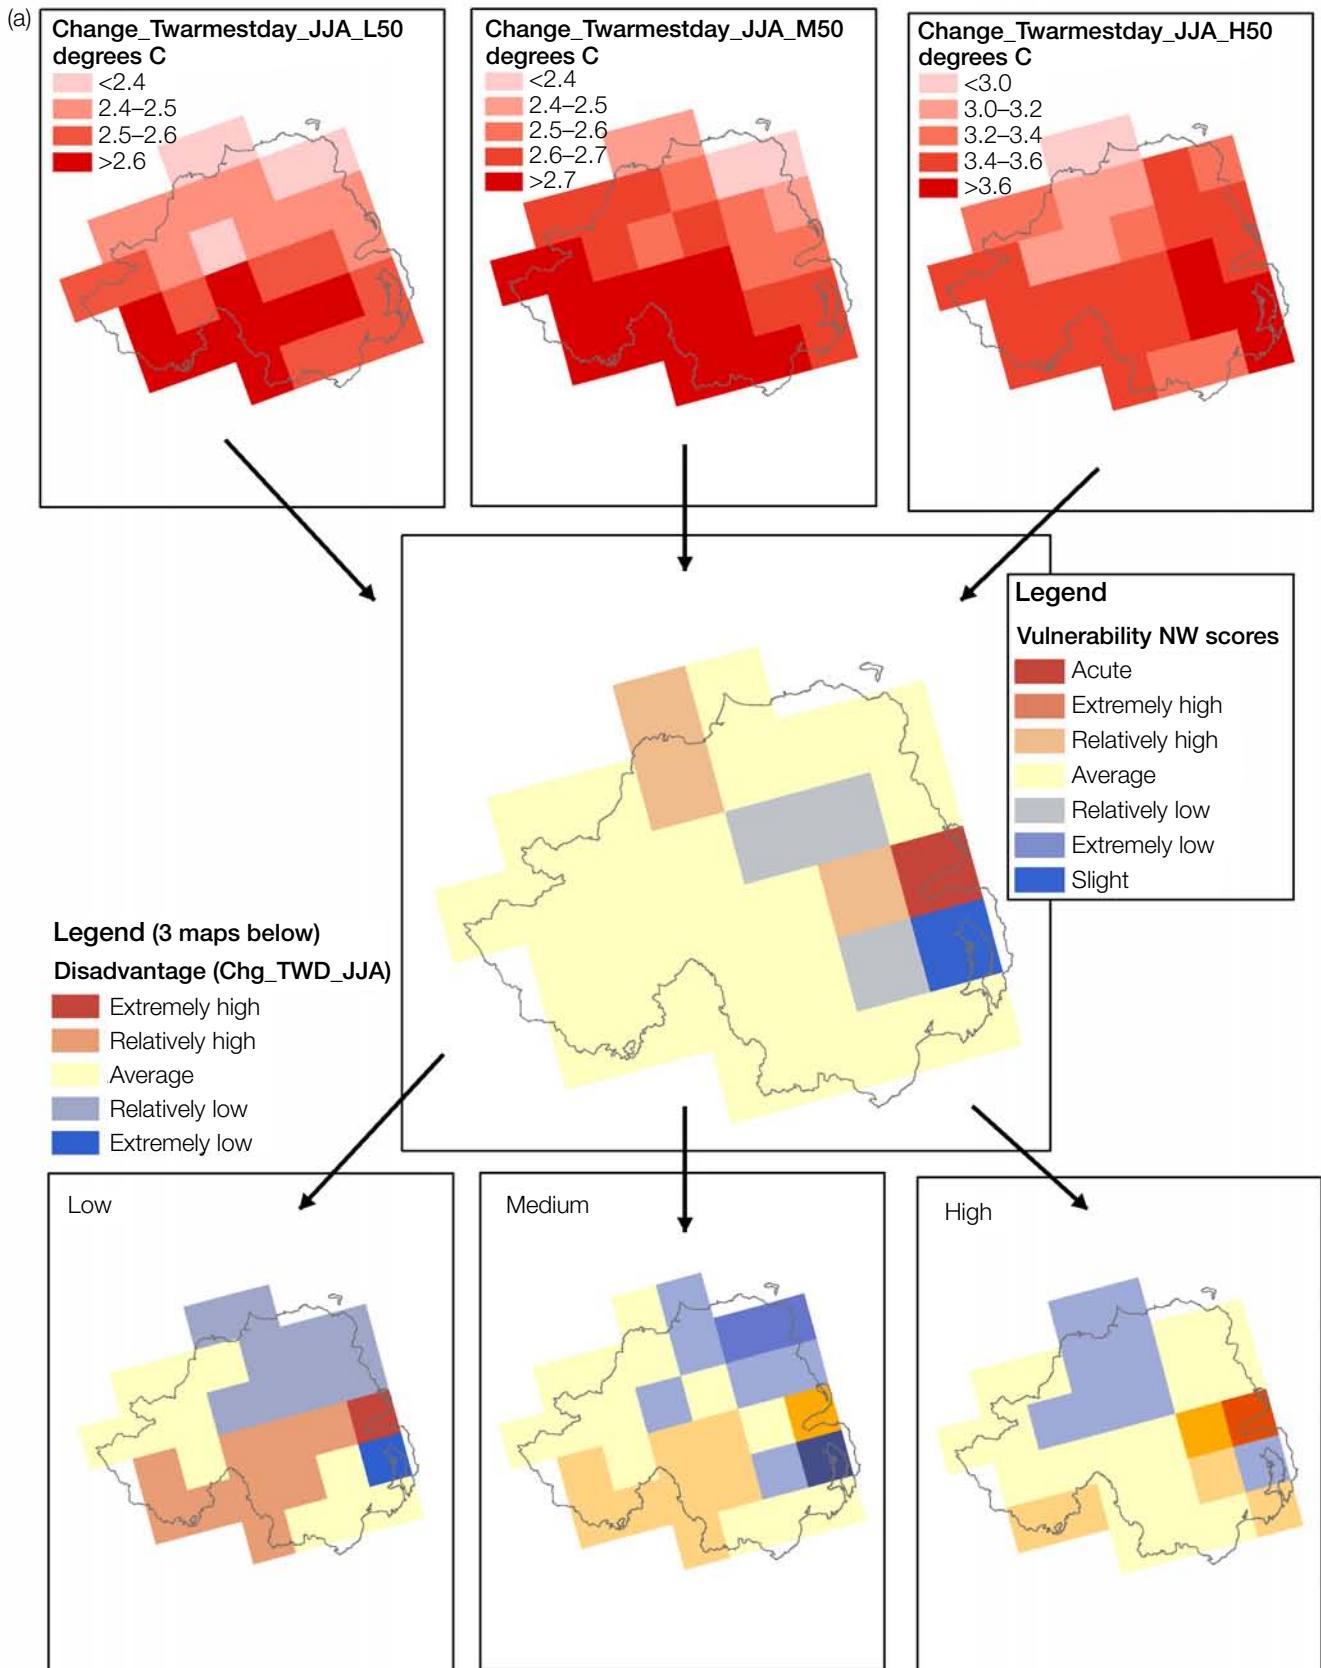 (a)
Change_Twarmestday_JJA_L50
degrees C
<2.4
2.4–2.5
2.5–2.6
>2.6
Change_Twarmestday_JJA_M50
degrees C
<2.4
2.4–2.5
2.5–2.6
2.6–2.7
>2.7
Change_Twarmestday_JJA_H50
degrees C
<3.0
3.0–3.2
3.2–3.4
3.4–3.6
>3.6
Legend
Vulnerability NW scores
Acute
Extremely high
Relatively high
Average
Relatively low
Extremely low
Slight
Legend (3 maps below)
Disadvantage (Chg_TWD_JJA)
Extremely high
Relatively high
Average
Relatively low
Extremely low
Low
Medium
High